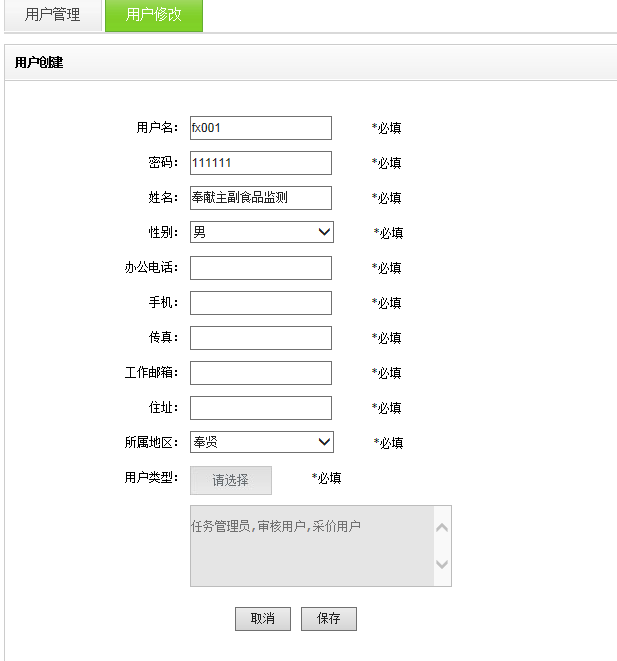 用户管理 用户修改
用户创建
用户名： fx001 *必填
密码： 111111 *必填
姓名： 奉献主副食品监测 *必填
性别： 男 *必填
办公电话： *必填
手机： *必填
传真： *必填
工作邮箱： *必填
住址： *必填
所属地区： 奉贤 *必填
用户类型： 请选择 *必填
任务管理员,审核用户,采价用户
取消 保存